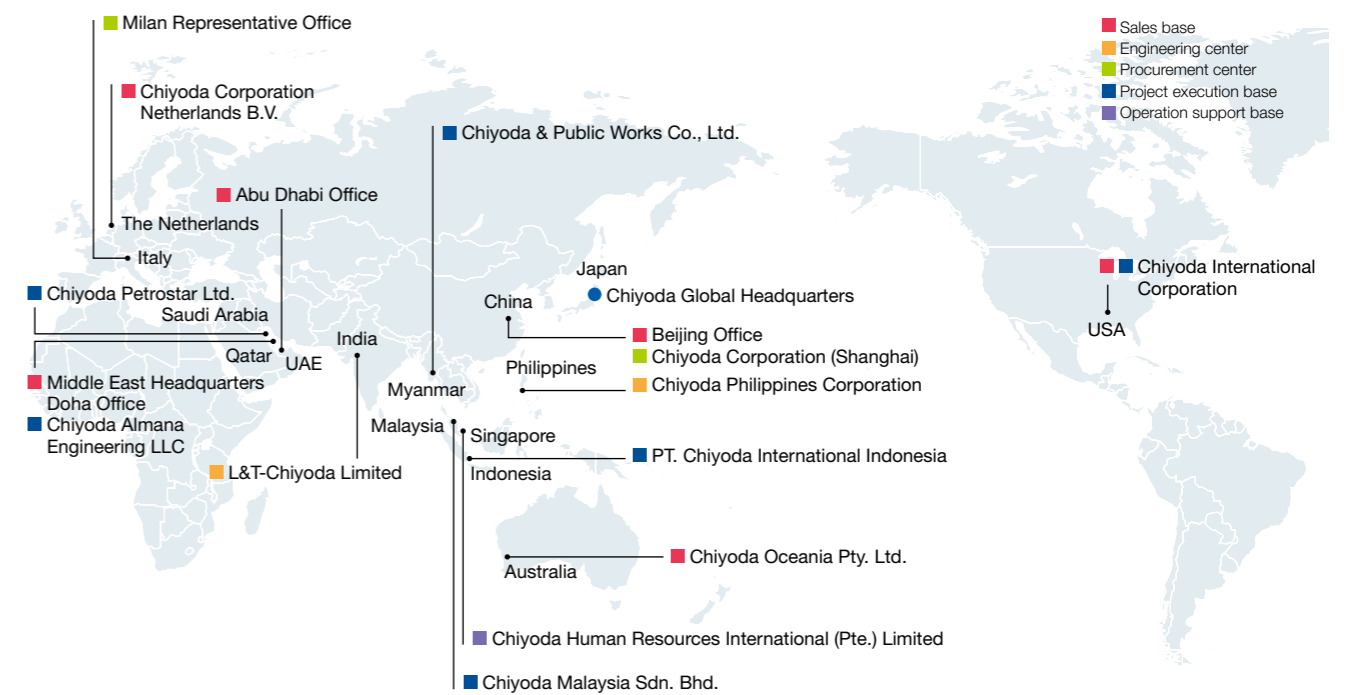 Milan Representative Office
Sales base
Engineering center
Procurement center
Project execution base
Operation support base
Chiyoda Corporation
Netherlands B.V.
Chiyoda & Public Works Co., Ltd.
Abu Dhabi Office
The Netherlands
Italy
Japan
Chiyoda Global Headquarters
Chiyoda International
Corporation
USA
Chiyoda Petrostar Ltd.
Saudi Arabia
China
India
Beijing Office
Chiyoda Corporation (Shanghai)
Qatar
UAE
Philippines
Chiyoda Philippines Corporation
Middle East Headquarters
Doha Office
Chiyoda Almana
Engineering LLC
Myanmar
Malaysia
Singapore
Indonesia
PT. Chiyoda International Indonesia
L&T-Chiyoda Limited
Australia
Chiyoda Oceania Pty. Ltd.
Chiyoda Human Resources International (Pte.) Limited
Chiyoda Malaysia Sdn. Bhd.